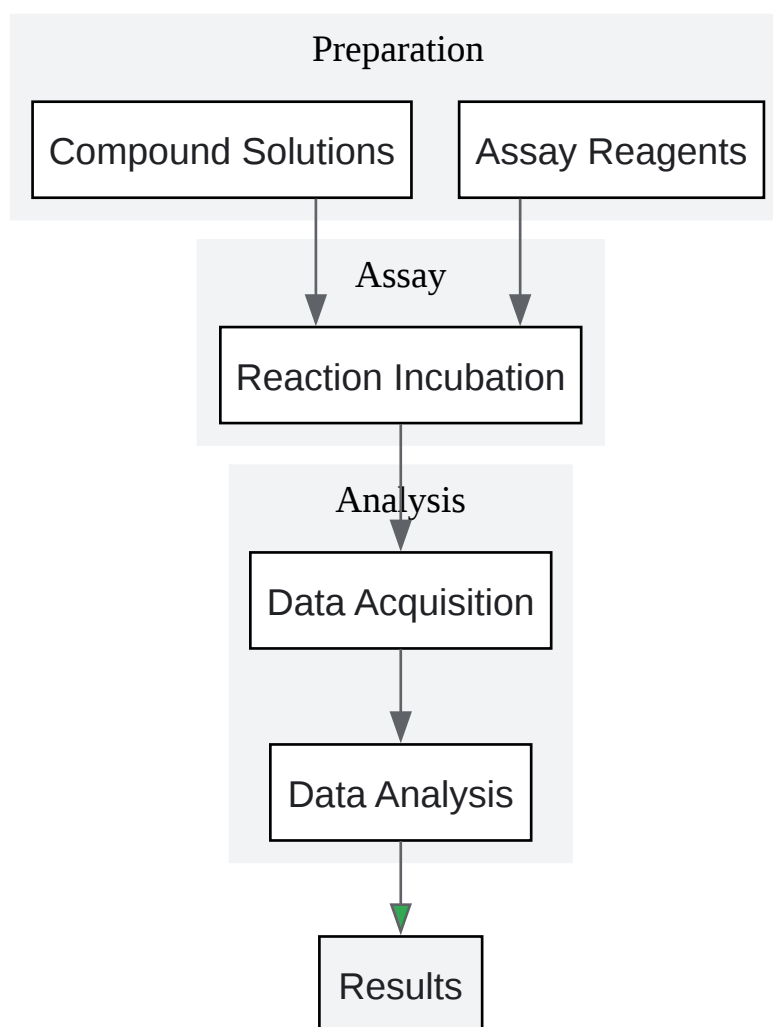 Preparation
Compound Solutions
Assay Reagents
Assay
Reaction Incubation
Analysis
Data Acquisition
Data Analysis
Results